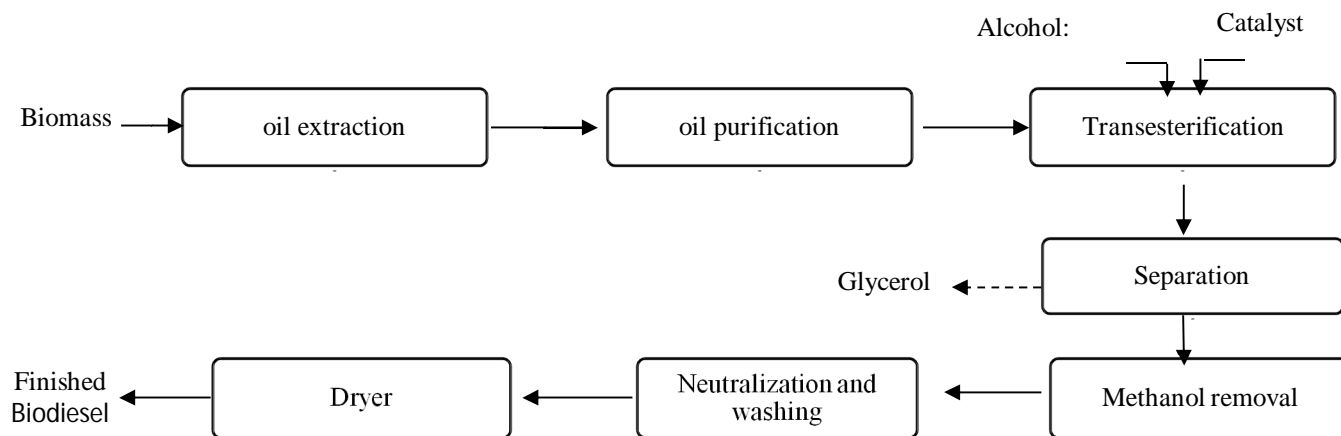 Alcohol:
Catalyst
Biomass
oil extraction
oil purification
Transesterification
Glycerol
Separation
Finished
Biodiesel
Dryer
Neutralization and
washing
Methanol removal